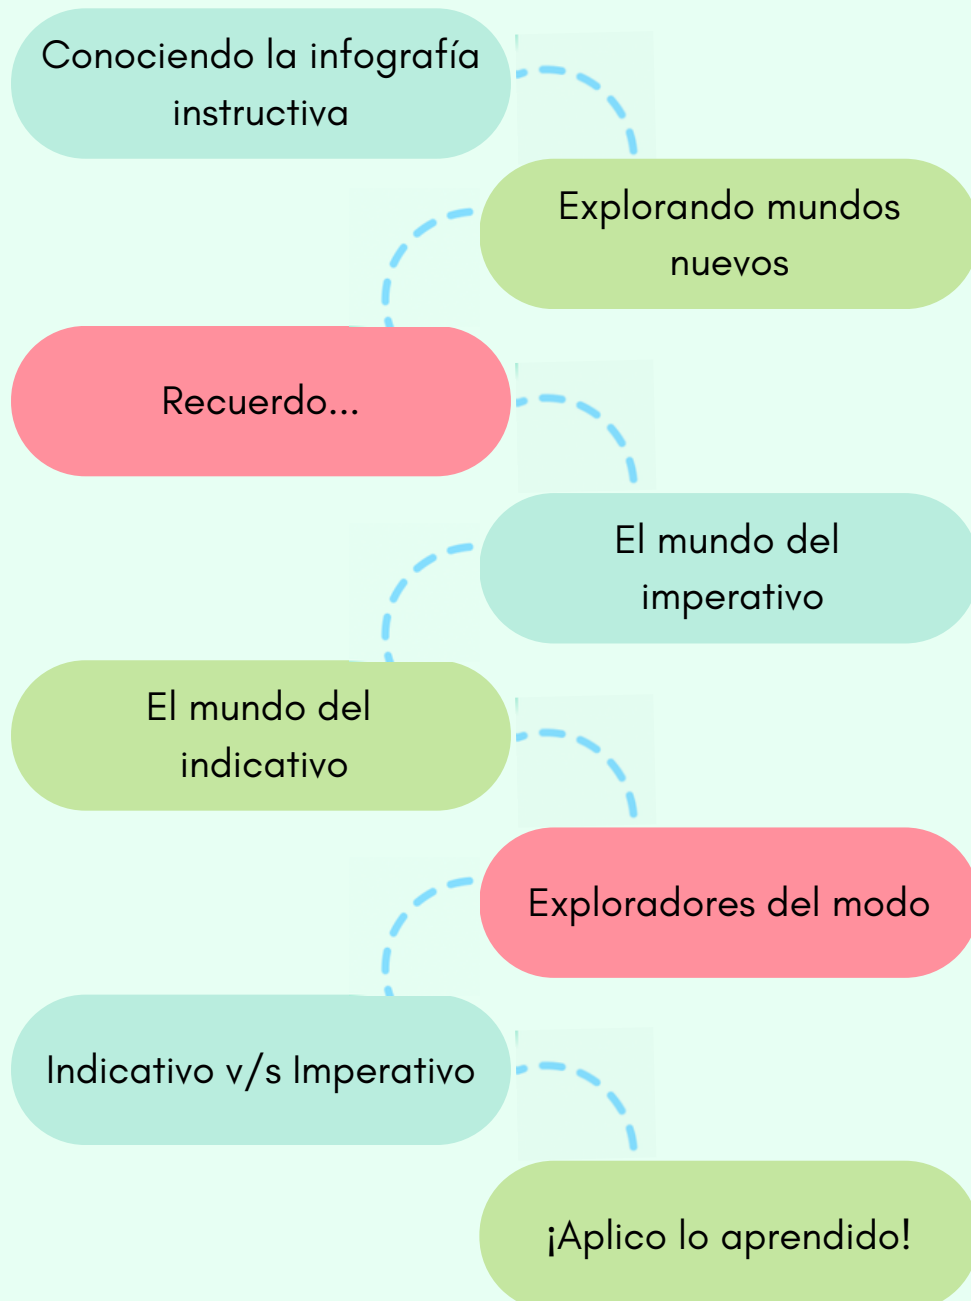 Conociendo la infografía
instructiva
Explorando mundos
nuevos
Recuerdo...
El mundo del
imperativo
El mundo del
indicativo
Exploradores del modo
Indicativo v/s Imperativo
¡Aplico lo aprendido!